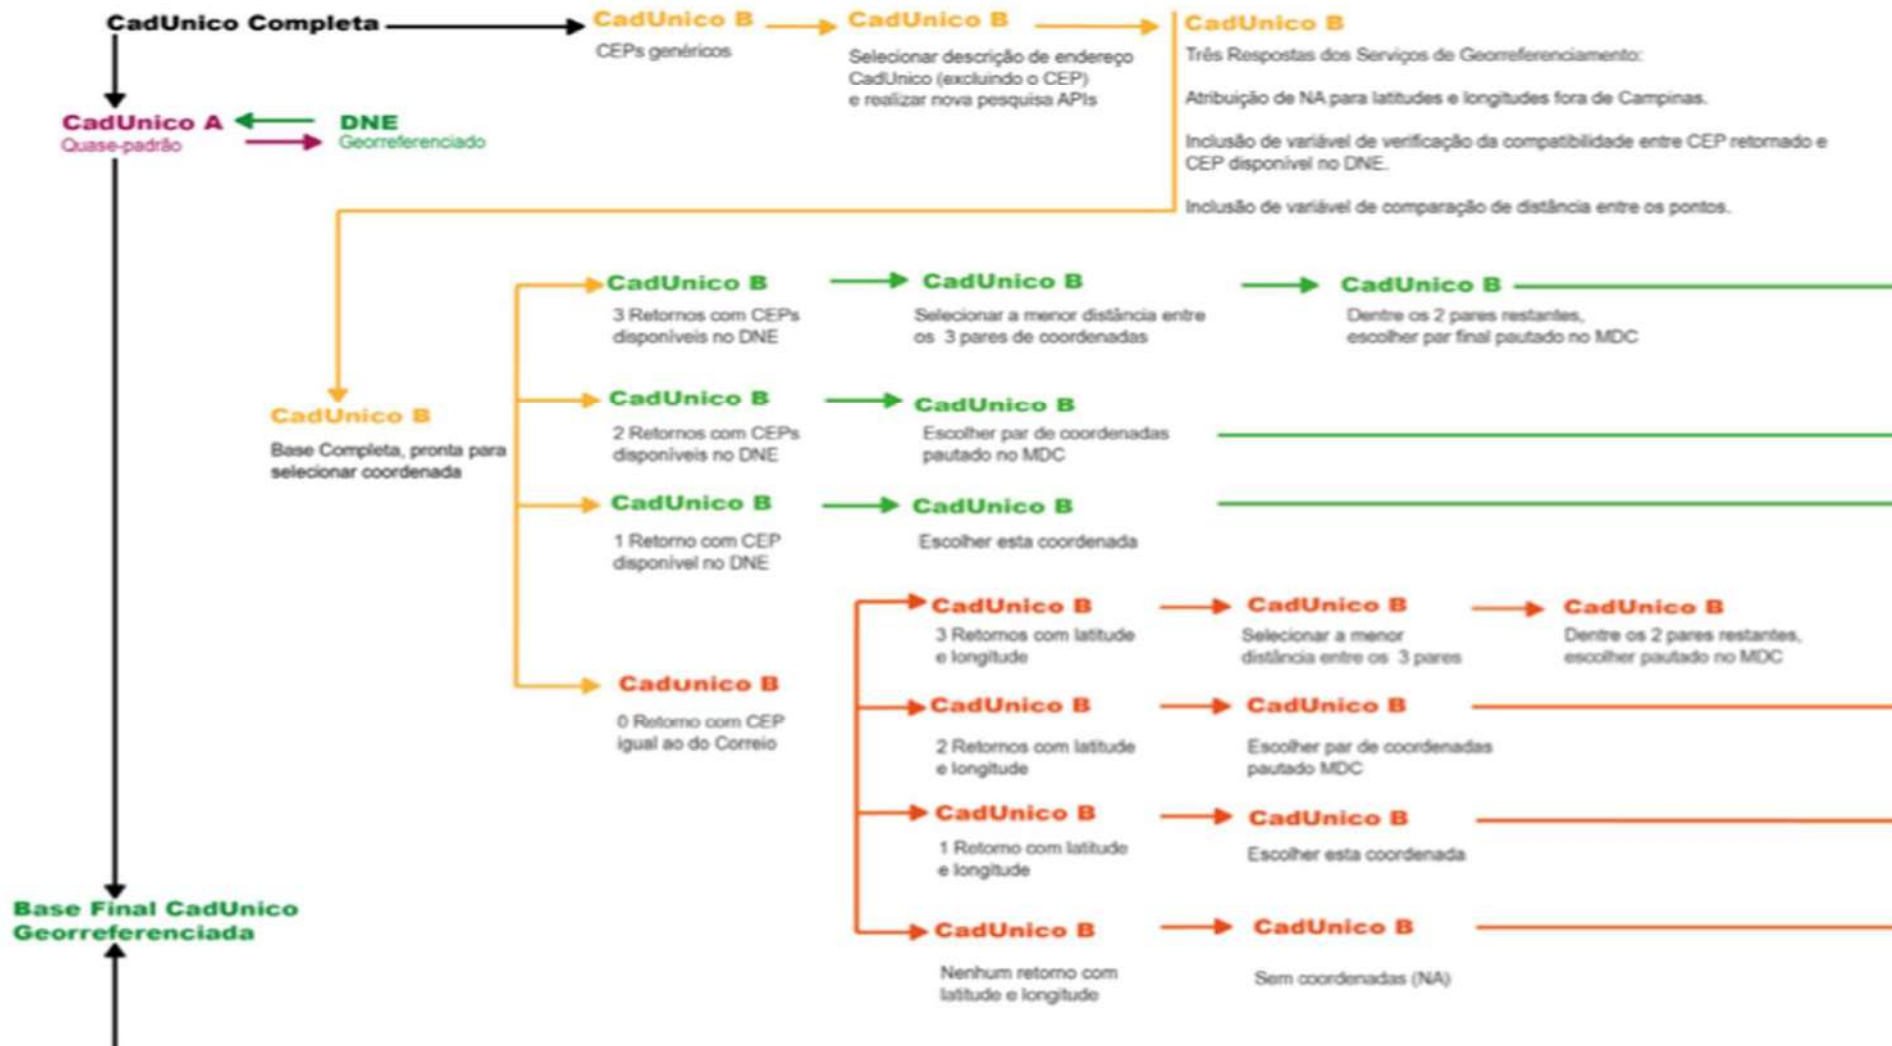 CadUnico Completa
CadUnico B
CEPs genéricos
CadUnico B
Selecionar descrição de endereço
CadUnico (excluindo o CEP)
e realizar nova pesquisa APIs
CadUnico B
Três Respostas dos Serviços de Georreferenciamento:
Atribuição de NA para latitudes e longitudes fora de Campinas.
Inclusão de variável de verificação da compatibilidade entre CEP retornado e
CEP disponível no DNE.
Inclusão de variável de comparação de distância entre os pontos.
CadUnico A
Quase-padrão
DNE
Georreferenciado
CadUnico B
Base Completa, pronta para
selecionar coordenada
CadUnico B
3 Retornos com CEPs
disponíveis no DNE
CadUnico B
Selecionar a menor distância entre
os 3 pares de coordenadas
CadUnico B
Dentre os 2 pares restantes,
escolher par final pautado no MDC
CadUnico B
2 Retornos com CEPs
disponíveis no DNE
CadUnico B
Escolher par de coordenadas
pautado no MDC
CadUnico B
1 Retorno com CEP
disponível no DNE
CadUnico B
Escolher esta coordenada
Cadunico B
0 Retorno com CEP
igual ao do Correio
CadUnico B
3 Retornos com latitude
e longitude
CadUnico B
Selecionar a menor
distância entre os 3 pares
CadUnico B
Dentre os 2 pares restantes,
escolher pautado no MDC
CadUnico B
2 Retornos com latitude
e longitude
CadUnico B
Escolher par de coordenadas
pautado MDC
CadUnico B
1 Retorno com latitude
e longitude
CadUnico B
Escolher esta coordenada
CadUnico B
Nenhum retorno com
latitude e longitude
CadUnico B
Sem coordenadas (NA)
Base Final CadUnico
Georreferenciada